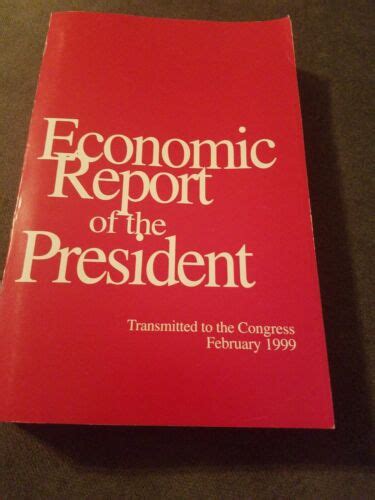 Economic
Report
of the
President
Transmitted to the Congress
February 1999